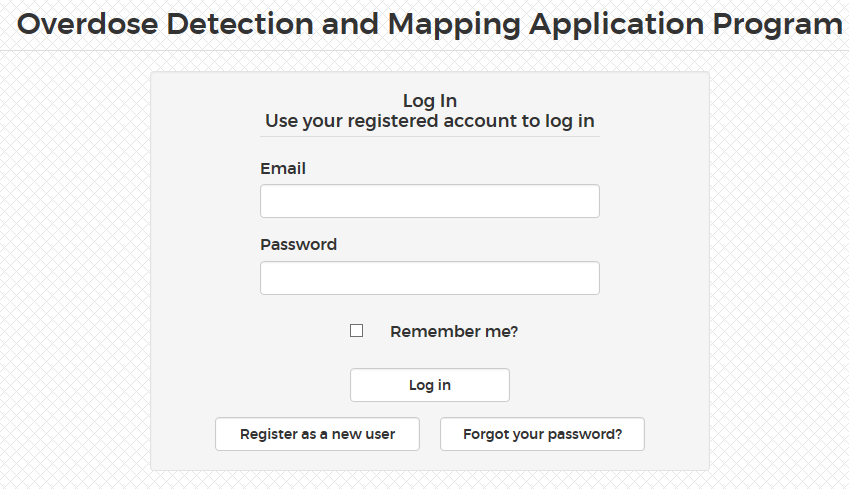 Overdose Detection and Mapping Application Program
Log In
Use your registered account to log in
Email
Password
Remember me?
Log in
Register as a new user
Forgot your password?